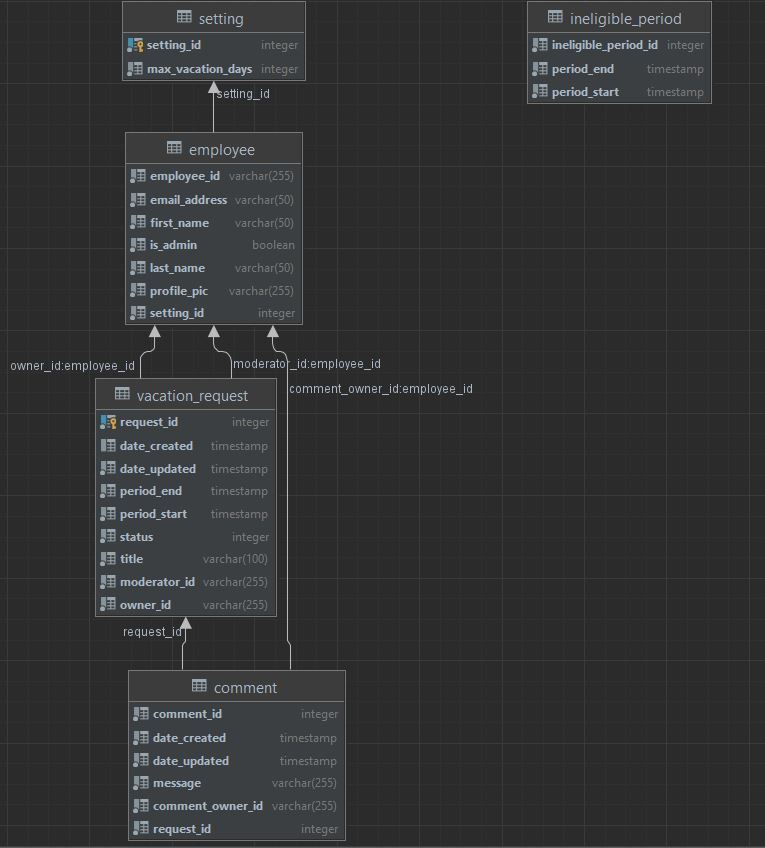 setting
setting_id integer
max_vacation_days integer
ineligible_period
ineligible_period_id integer
period_end timestamp
period_start timestamp
setting_id
employee
employee_id varchar(255)
email_address varchar(50)
first_name varchar(50)
is_admin boolean
last_name varchar(50)
profile_pic varchar(255)
setting_id integer
owner_id:employee_id
moderator_id:employee_id
comment_owner_id:employee_id
vacation_request
request_id integer
date_created timestamp
date_updated timestamp
period_end timestamp
period_start timestamp
status integer
title varchar(100)
moderator_id varchar(255)
owner_id varchar(255)
request_id
comment
comment_id integer
date_created timestamp
date_updated timestamp
message varchar(255)
comment_owner_id varchar(255)
request_id integer